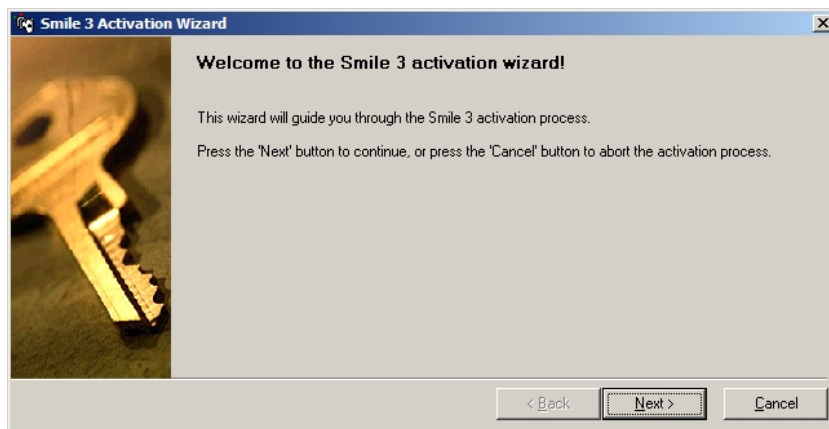 Smile 3 Activation Wizard
Welcome to the Smile 3 activation wizard!
This wizard will guide you through the Smile 3 activation process.
Press the 'Next' button to continue, or press the 'Cancel' button to abort the activation process.
< Back Next > Cancel